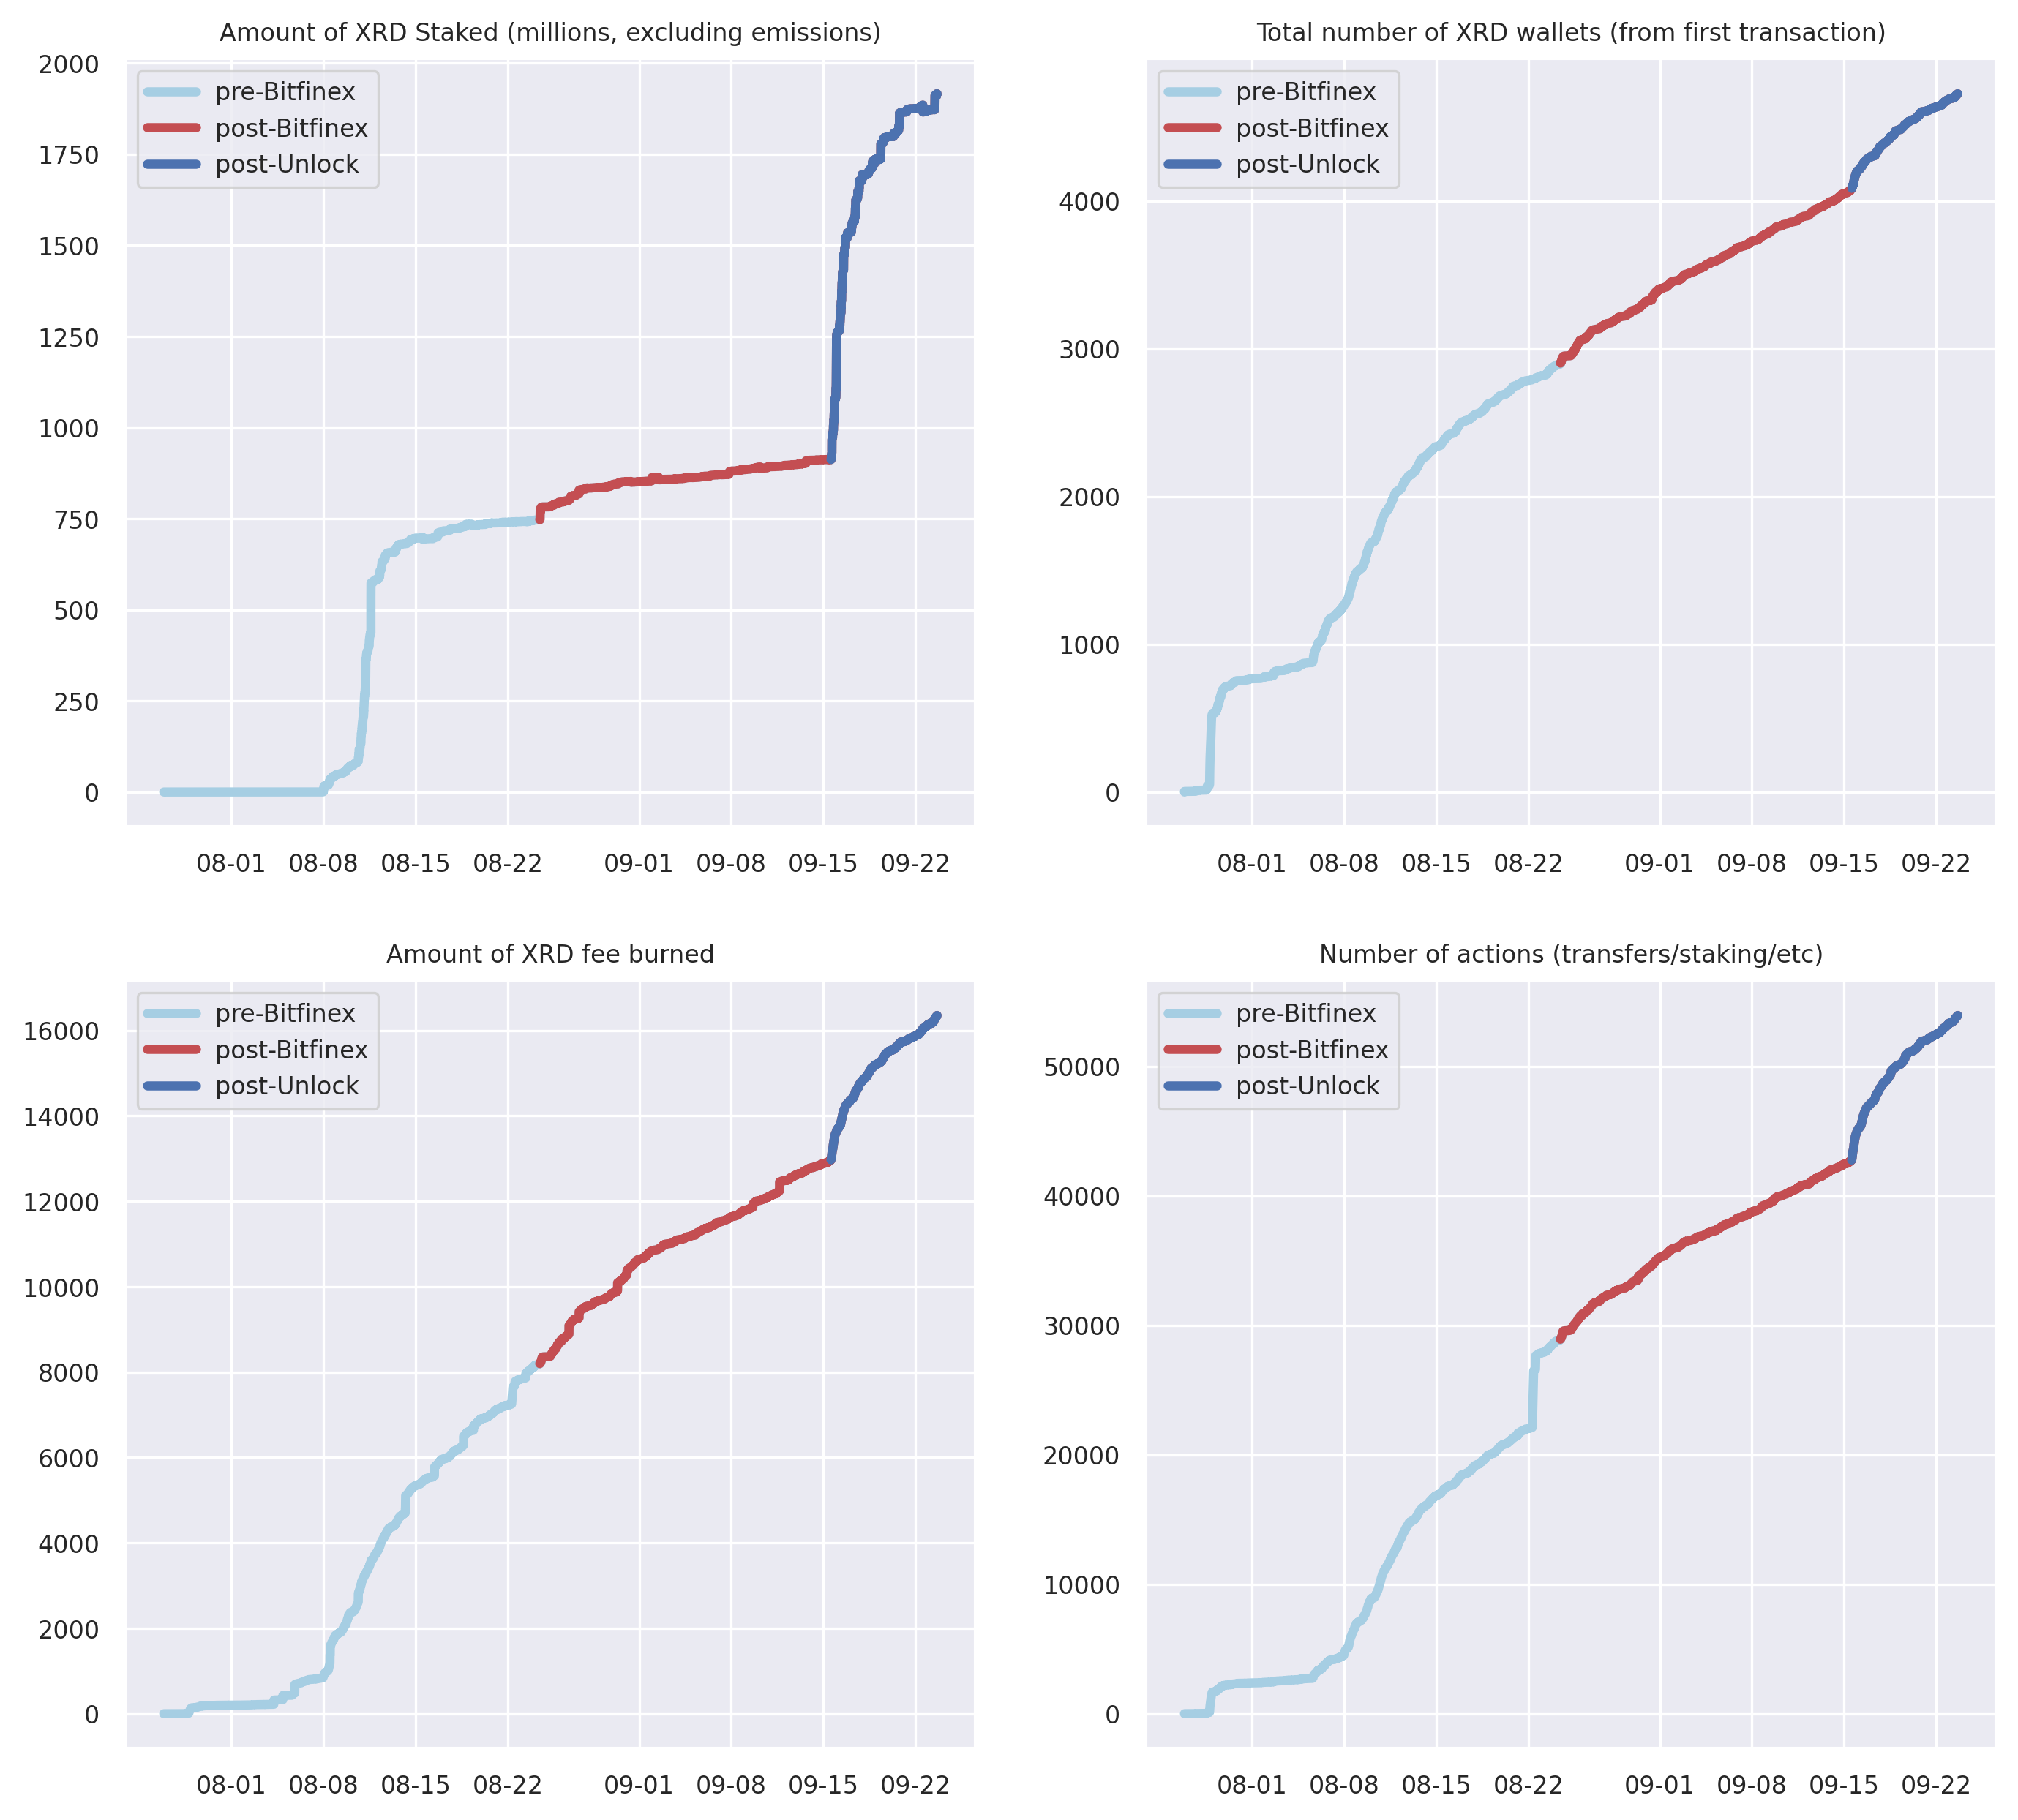 Amount of XRD Staked (millions, excluding emissions)
2000
1750
1500
1250
1000
750
500
250
0
pre-Bitfinex
post-Bitfinex
post-Unlock
08-01 08-08 08-15 08-22 09-01 09-08 09-15 09-22
Total number of XRD wallets (from first transaction)
4000
3000
2000
1000
0
pre-Bitfinex
post-Bitfinex
post-Unlock
08-01 08-08 08-15 08-22 09-01 09-08 09-15 09-22
Amount of XRD fee burned
16000
14000
12000
10000
8000
6000
4000
2000
0
pre-Bitfinex
post-Bitfinex
post-Unlock
08-01 08-08 08-15 08-22 09-01 09-08 09-15 09-22
Number of actions (transfers/staking/etc)
50000
40000
30000
20000
10000
0
pre-Bitfinex
post-Bitfinex
post-Unlock
08-01 08-08 08-15 08-22 09-01 09-08 09-15 09-22